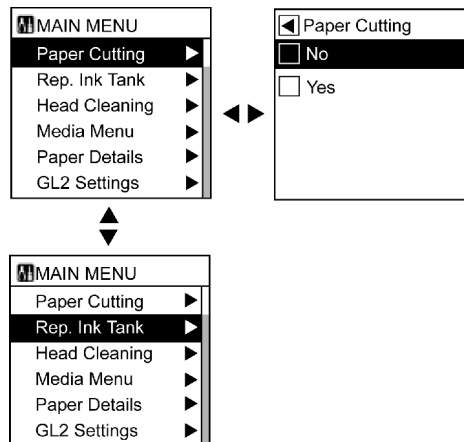 MAIN MENU
Paper Cutting
Rep. Ink Tank
Head Cleaning
Media Menu
Paper Details
GL2 Settings
Paper Cutting
No
Yes
MAIN MENU
Paper Cutting
Rep. Ink Tank
Head Cleaning
Media Menu
Paper Details
GL2 Settings